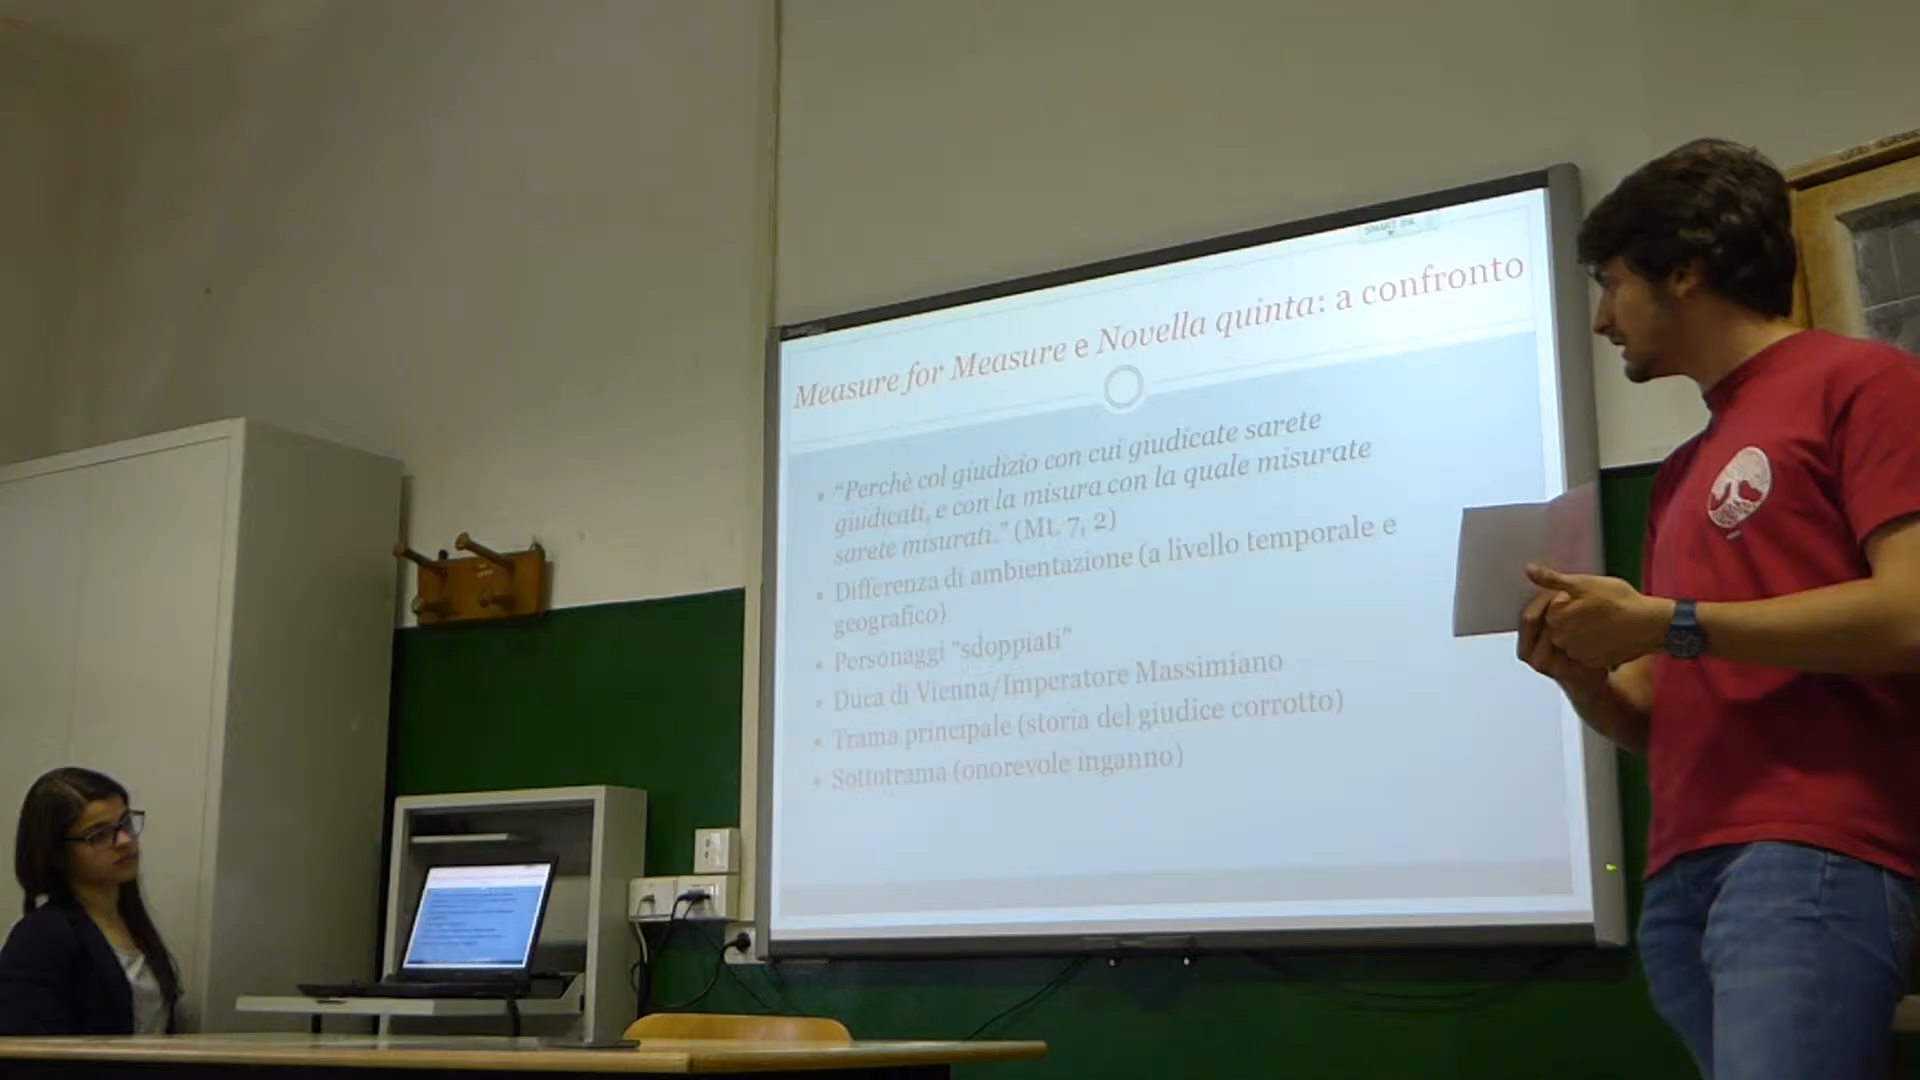 Measure for Measure e Novella quinta: a confronto
• “Perchè col giudizio con cui giudicate sarete
giudicati, e con la misura con la quale misurate
sarete misurati.” (Mt. 7, 2)
• Differenza di ambientazione (a livello temporale e
geografico)
• Personaggi “sdoppiati”
• Duca di Vienna/Imperatore Massimiano
• Trama principale (storia del giudice corrotto)
• Sottotrama (onorevole inganno)